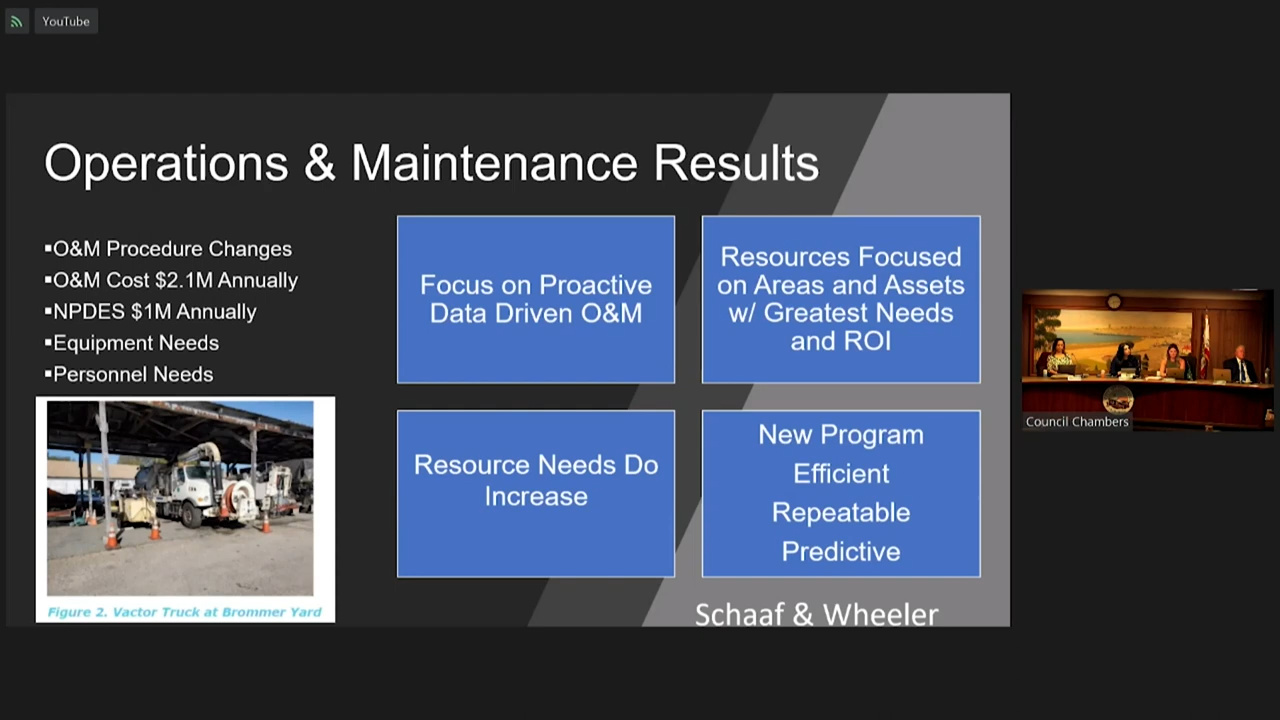 YouTube
Operations & Maintenance Results
▪O&M Procedure Changes
▪O&M Cost $2.1M Annually
▪NPDES $1M Annually
▪Equipment Needs
▪Personnel Needs
Figure 2. Vactor Truck at Brommer Yard
Focus on Proactive
Data Driven O&M
Resources Focused
on Areas and Assets
w/ Greatest Needs
and ROI
Resource Needs Do
Increase
New Program
Efficient
Repeatable
Predictive
Schaaf & Wheeler
Council Chambers